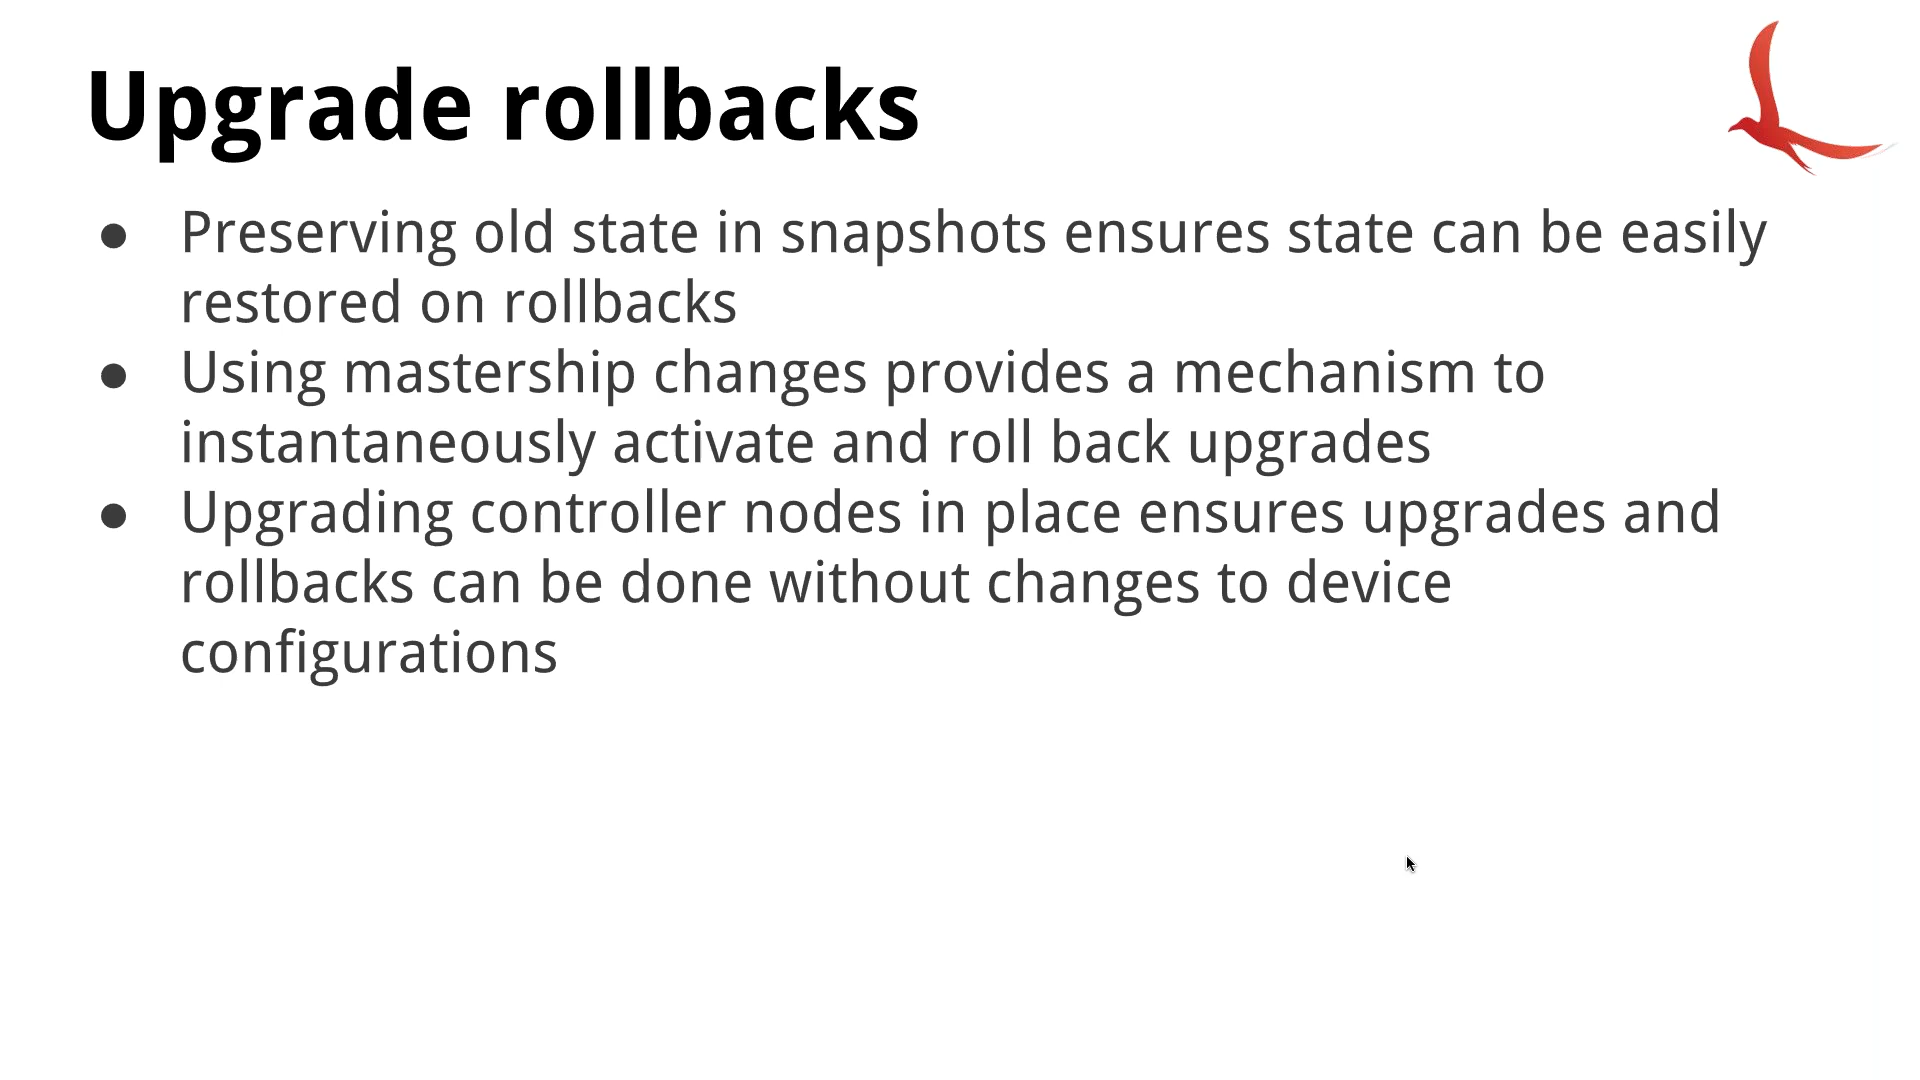 Upgrade rollbacks
● Preserving old state in snapshots ensures state can be easily
restored on rollbacks
● Using mastership changes provides a mechanism to
instantaneously activate and roll back upgrades
● Upgrading controller nodes in place ensures upgrades and
rollbacks can be done without changes to device
configurations